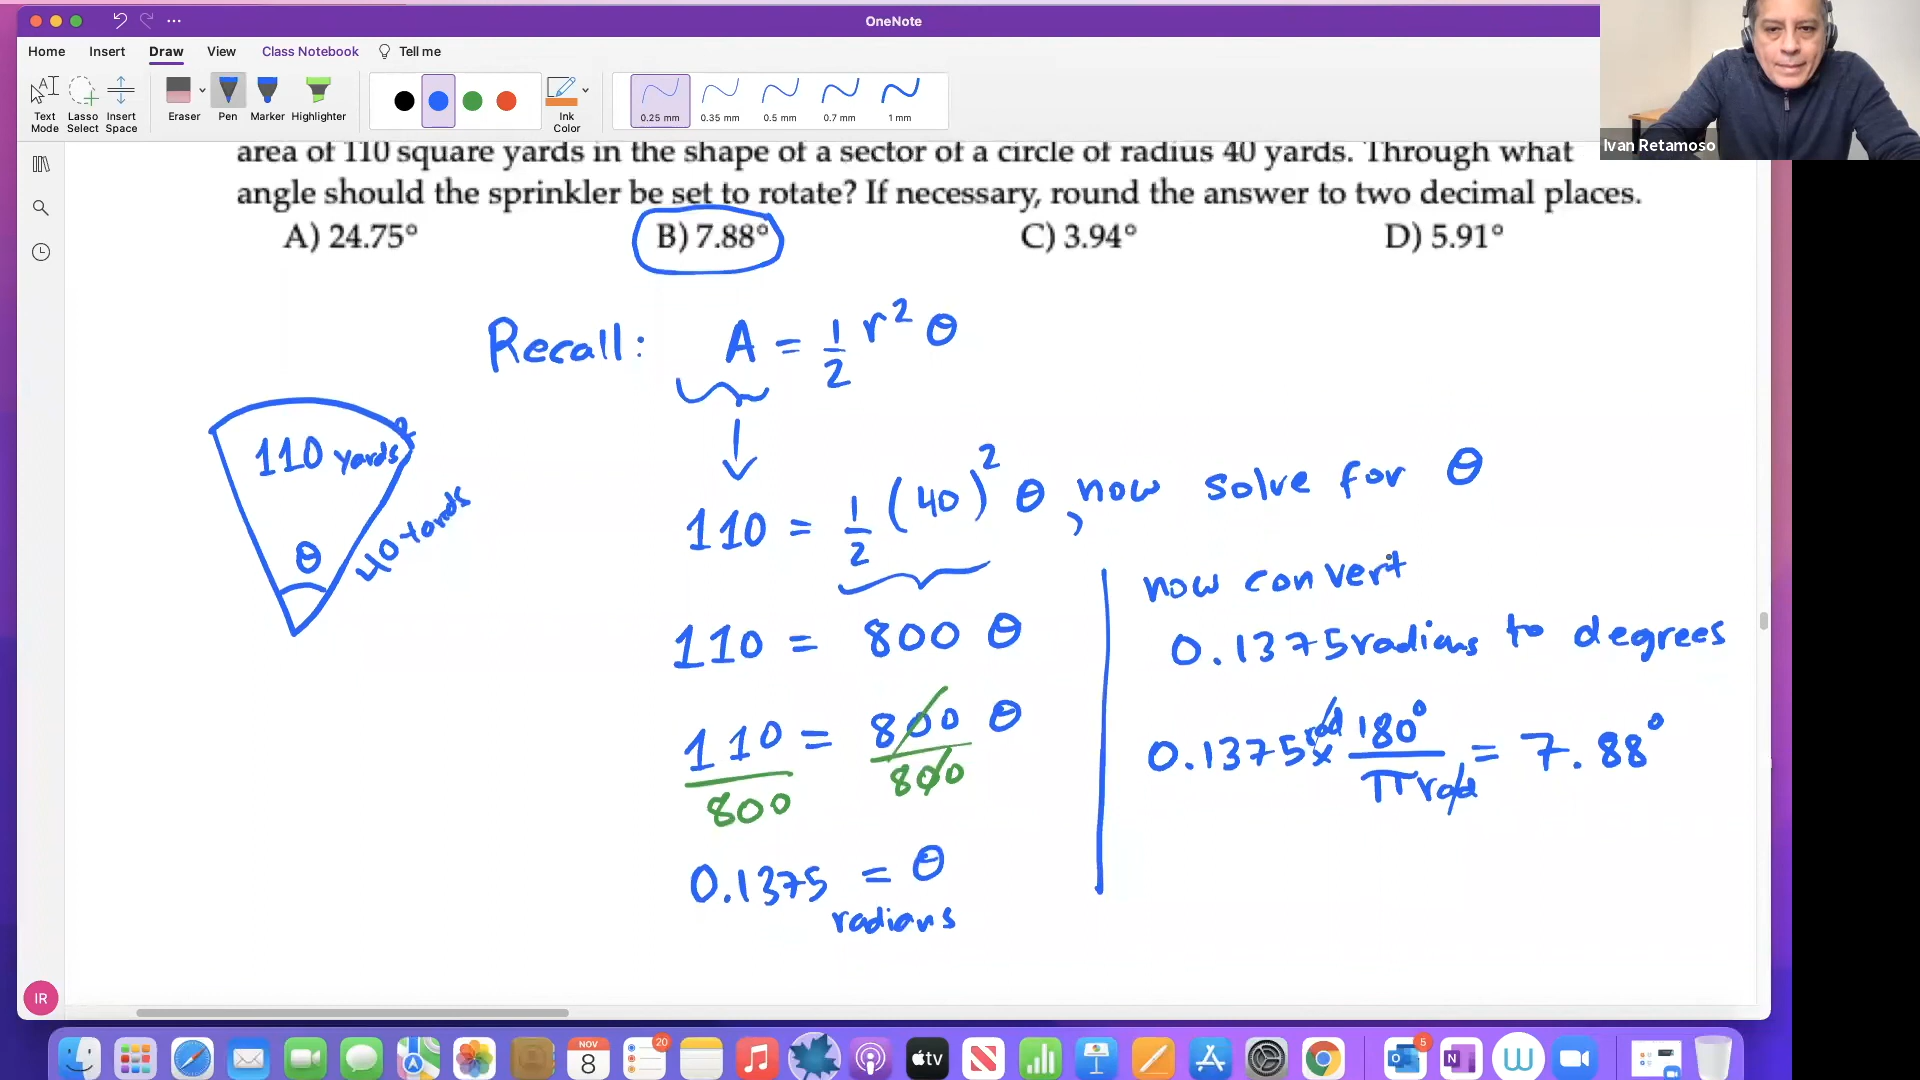 OneNote
Home Insert Draw View Class Notebook Tell me
Text Mode Lasso Select Insert Space Eraser Pen Marker Highlighter Ink Color 0.25 mm 0.35 mm 0.5 mm 0.7 mm 1 mm
Ivan Retamoso
area of 110 square yards in the shape of a sector of a circle of radius 40 yards. Through what
angle should the sprinkler be set to rotate? If necessary, round the answer to two decimal places.
A) 24.75° B) 7.88° C) 3.94° D) 5.91°
Recall: A = 1/2 r² θ
110 yards²
θ
40 yards
110 = 1/2 (40)² θ, now solve for θ
110 = 800 θ
110/800 = 800 θ/800
0.1375 = θ
radians
now convert
0.1375 radians to degrees
0.1375 rad x 180°/π rad = 7.88°
IR
NOV
8
20
tv
5
N
W